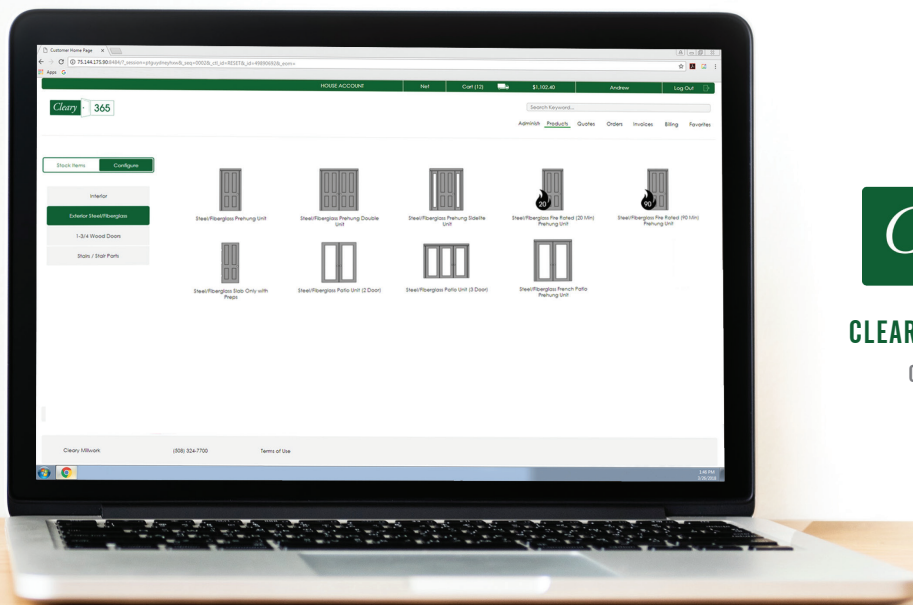 Customer Home Page
Apps
HOUSE ACCOUNT Net Cart (12) $1,102.40 Andrew Log Out
Cleary 365
Search Keyword...
Products Quotes Orders Invoices Billing Favorites
Stock Items Configure
Interior
Exterior Steel/Fiberglass
1-3/4 Wood Doors
Stairs / Stair Parts
20
90
Steel/Fiberglass Prehung Unit
Steel/Fiberglass Prehung Double
Unit
Steel/Fiberglass Prehung Sidelite
Unit
Steel/Fiberglass Fire Rated (20 Min)
Prehung Unit
Steel/Fiberglass Fire Rated (90 Min)
Prehung Unit
Steel/Fiberglass Slab Only with
Preps
Steel/Fiberglass Patio Unit (2 Door)
Steel/Fiberglass Patio Unit (3 Door)
Steel/Fiberglass French Patio
Prehung Unit
Cleary Millwork (508) 324-7700 Terms of Use
C
CLEAR